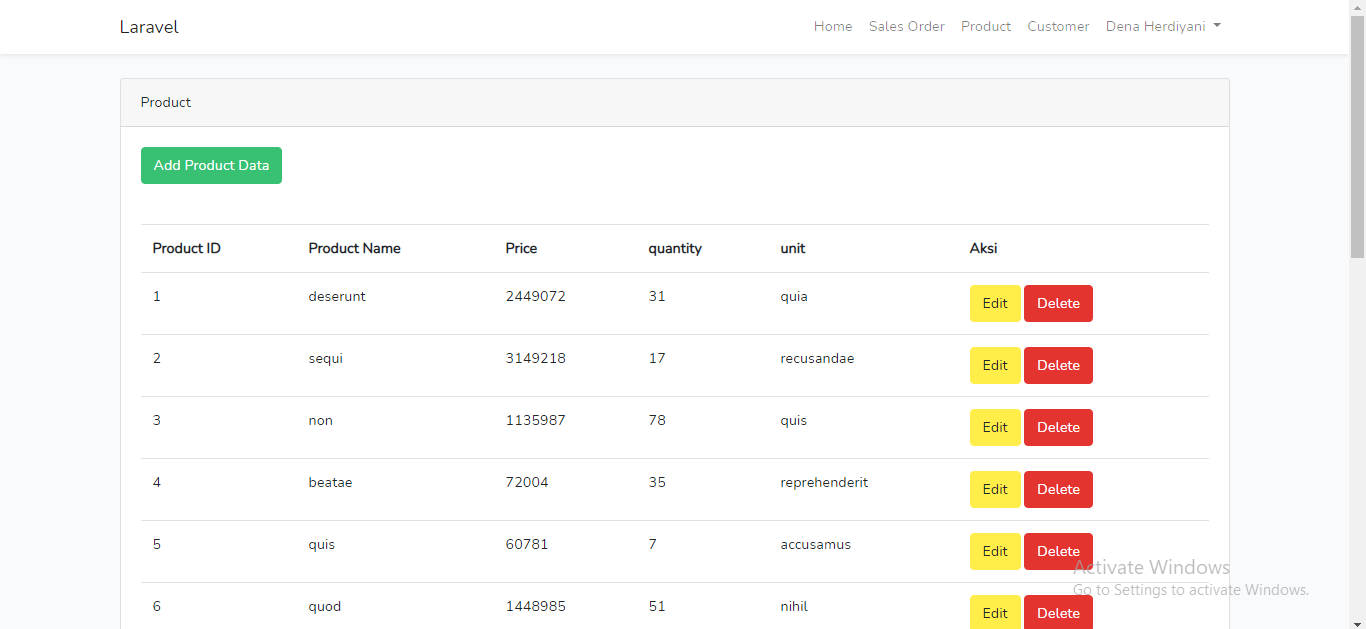 Laravel Home Sales Order Product Customer Dena Herdiyani
Product
Add Product Data
Product ID Product Name Price quantity unit Aksi
1 deserunt 2449072 31 quia Edit Delete
2 sequi 3149218 17 recusandae Edit Delete
3 non 1135987 78 quis Edit Delete
4 beatae 72004 35 reprehenderit Edit Delete
5 quis 60781 7 accusamus Edit Delete
Activate Windows
Go to Settings to activate Windows.
6 quod 1448985 51 nihil Edit Delete